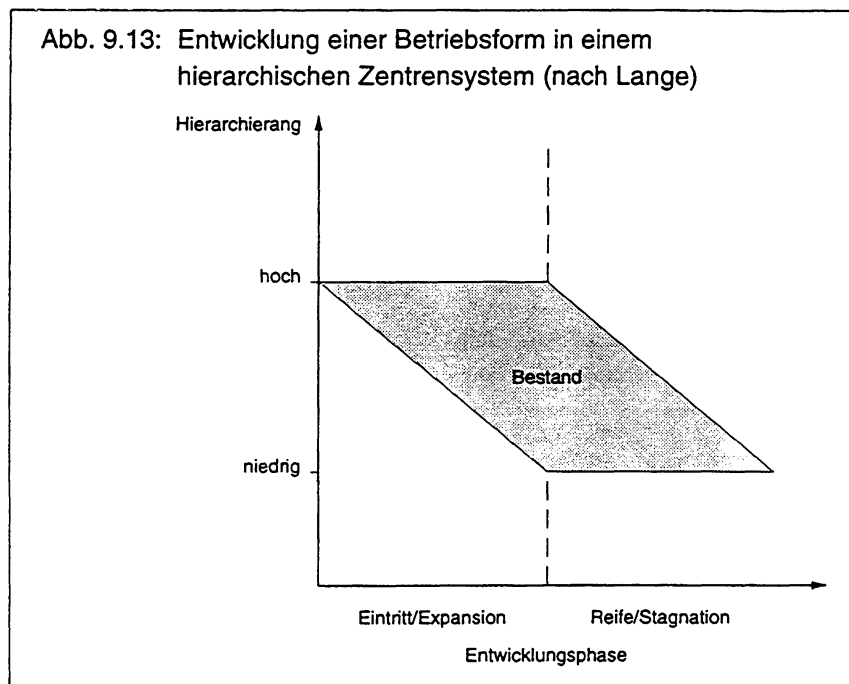 Abb. 9.13: Entwicklung einer Betriebsform in einem
hierarchischen Zentrensystem (nach Lange)
Hierarchierang
hoch
Bestand
niedrig
Eintritt/Expansion Reife/Stagnation
Entwicklungsphase